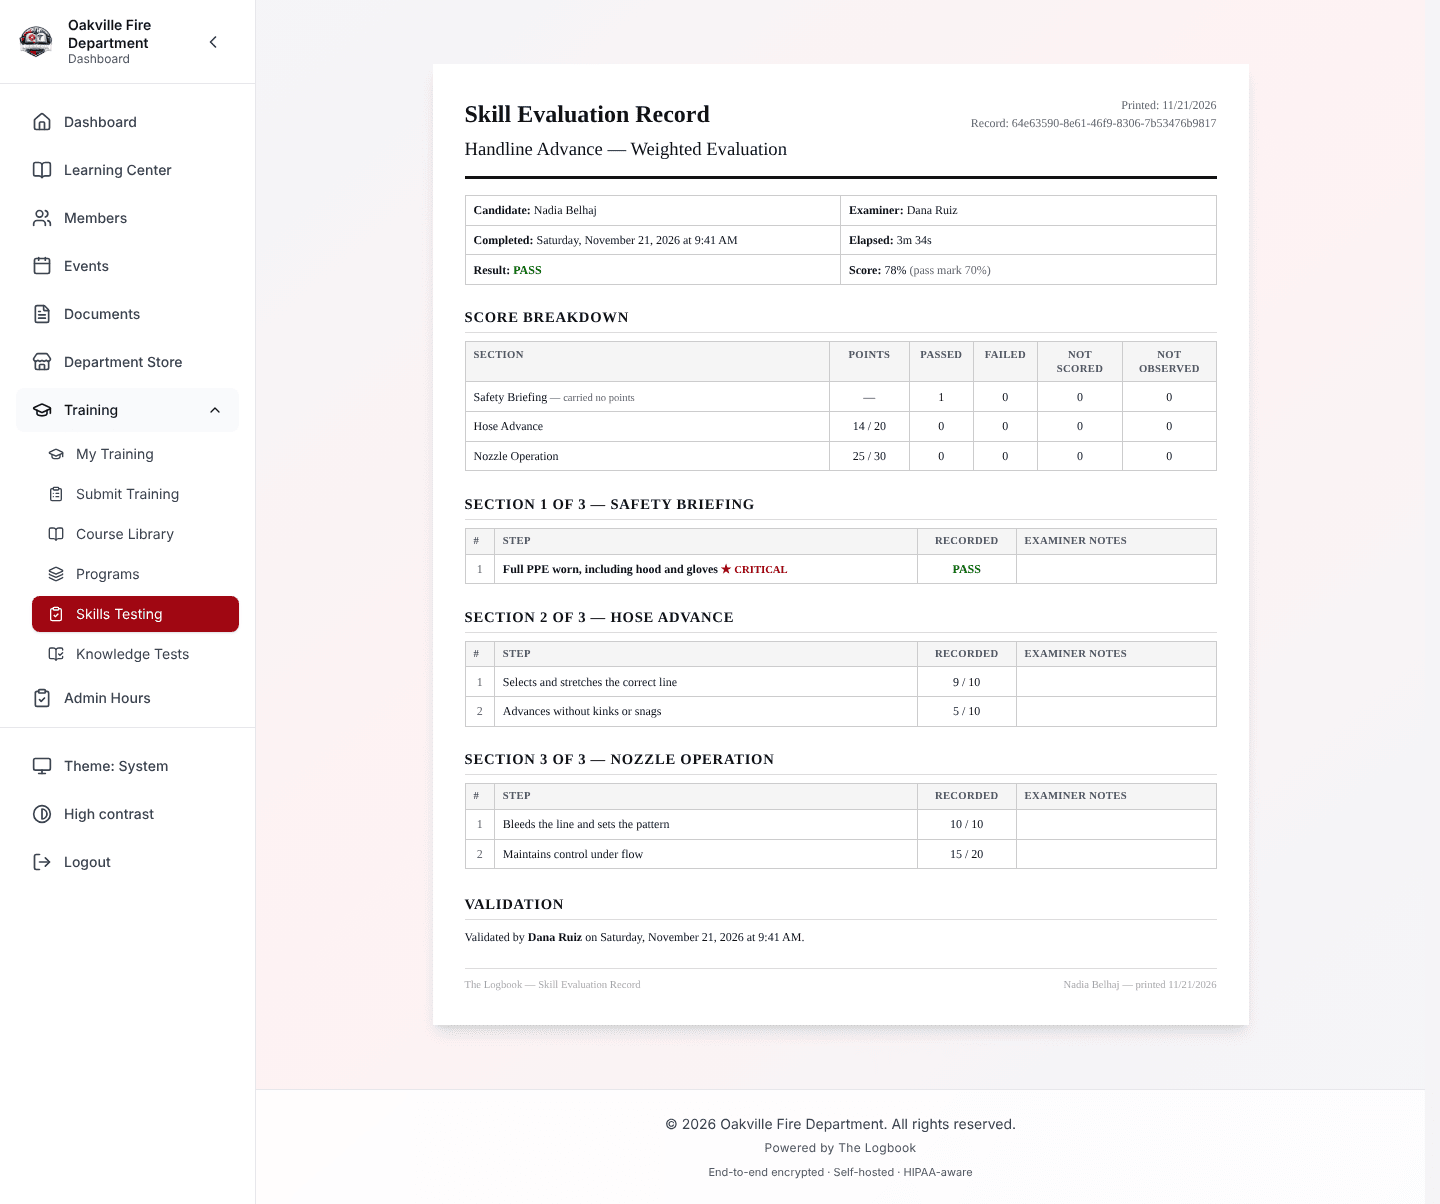 Oakville Fire
Department
Dashboard
Dashboard
Learning Center
Members
Events
Documents
Department Store
Training
My Training
Submit Training
Course Library
Programs
Skills Testing
Knowledge Tests
Admin Hours
Theme: System
High contrast
Logout
Skill Evaluation Record
Printed: 11/21/2026
Record: 64e63590-8e61-46f9-8306-7b53476b9817
Handline Advance — Weighted Evaluation
Candidate: Nadia Belhaj Examiner: Dana Ruiz
Completed: Saturday, November 21, 2026 at 9:41 AM Elapsed: 3m 34s
Result: PASS Score: 78% (pass mark 70%)
SCORE BREAKDOWN
SECTION POINTS PASSED FAILED NOT SCORED NOT OBSERVED
Safety Briefing — carried no points — 1 0 0 0
Hose Advance 14 / 20 0 0 0 0
Nozzle Operation 25 / 30 0 0 0 0
SECTION 1 OF 3 — SAFETY BRIEFING
# STEP RECORDED EXAMINER NOTES
1 Full PPE worn, including hood and gloves ★ CRITICAL PASS
SECTION 2 OF 3 — HOSE ADVANCE
# STEP RECORDED EXAMINER NOTES
1 Selects and stretches the correct line 9 / 10
2 Advances without kinks or snags 5 / 10
SECTION 3 OF 3 — NOZZLE OPERATION
# STEP RECORDED EXAMINER NOTES
1 Bleeds the line and sets the pattern 10 / 10
2 Maintains control under flow 15 / 20
VALIDATION
Validated by Dana Ruiz on Saturday, November 21, 2026 at 9:41 AM.
The Logbook — Skill Evaluation Record Nadia Belhaj — printed 11/21/2026
© 2026 Oakville Fire Department. All rights reserved.
Powered by The Logbook
End-to-end encrypted · Self-hosted · HIPAA-aware